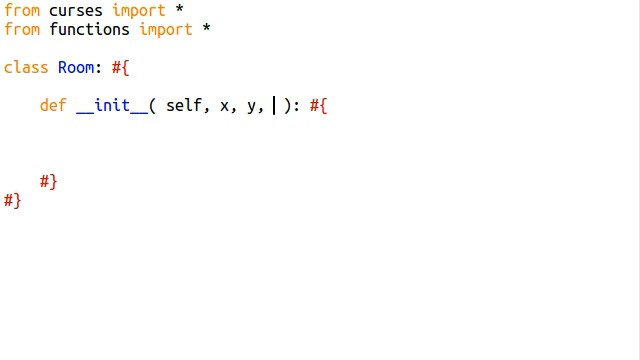 from curses import *
from functions import *
class Room: #{
def __init__( self, x, y, ): #{
#}
#}